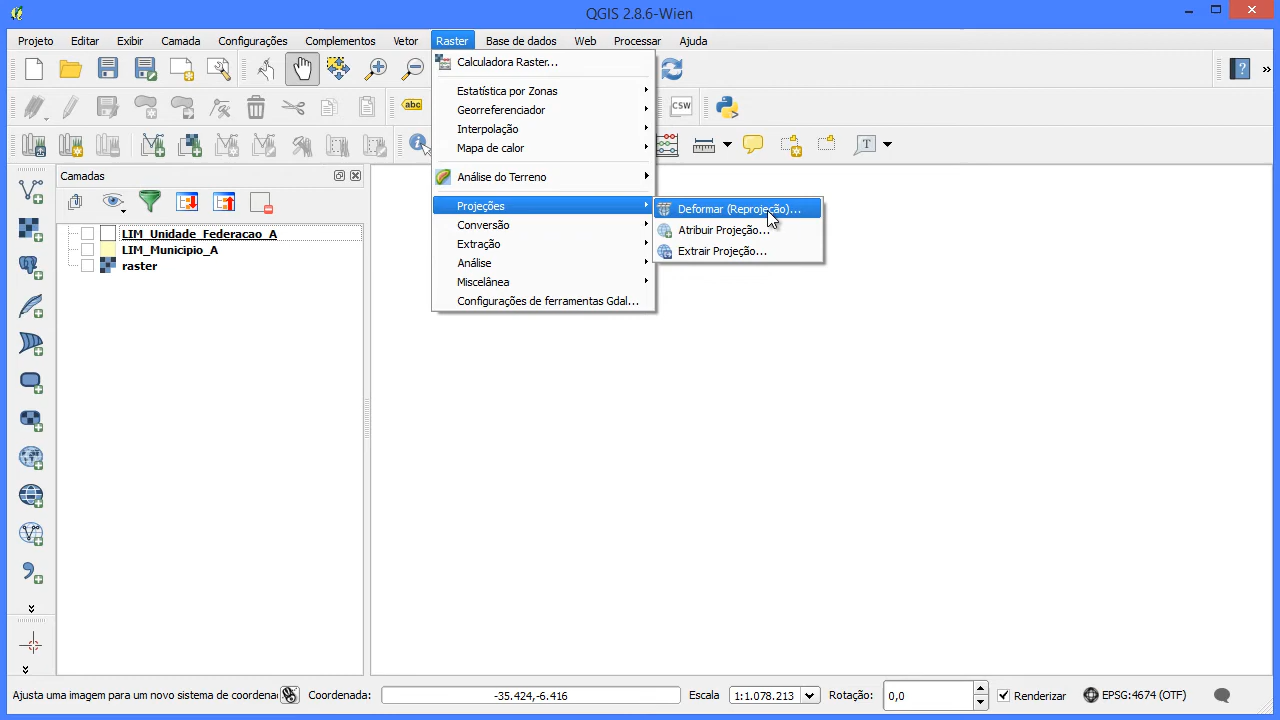 QGIS 2.8.6-Wien
Projeto Editar Exibir Camada Configurações Complementos Vetor Raster Base de dados Web Processar Ajuda
Calculadora Raster...
Estatística por Zonas
Georreferenciador
Interpolação
Mapa de calor
Análise do Terreno
Projeções
Conversão
Extração
Análise
Miscelânea
Configurações de ferramentas Gdal...
Deformar (Reprojeção)...
Atribuir Projeção...
Extrair Projeção...
abc
CSW
T
Camadas
LIM_Unidade_Federacao_A
LIM_Municipio_A
raster
Ajusta uma imagem para um novo sistema de coordena Coordenada: -35.424,-6.416 Escala 1:1.078.213 Rotação: 0,0 Renderizar EPSG:4674 (OTF)